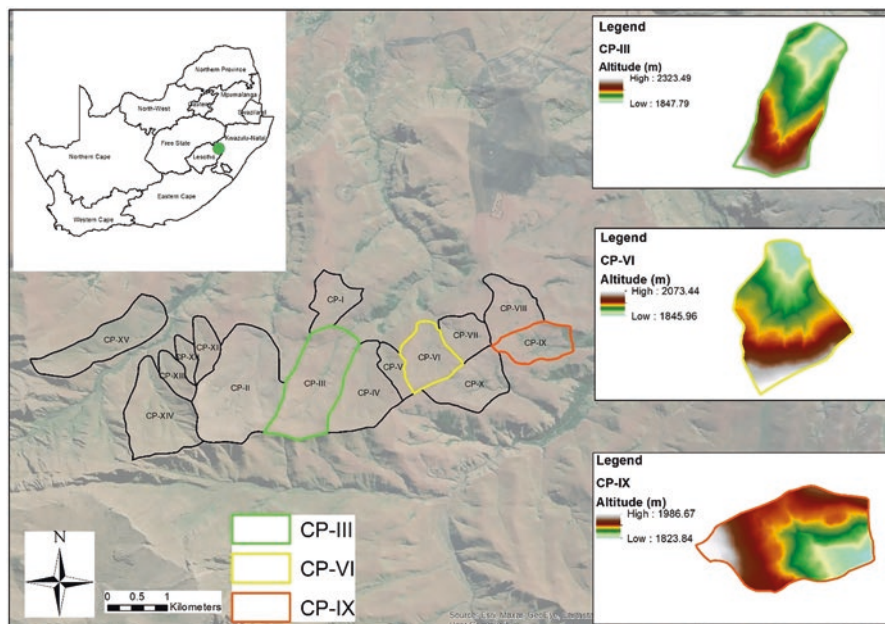 Northern Province
North-West
Mpumalanga
Swaziland
Free State
Kwazulu-Natal
Lesotho
Northern Cape
Eastern Cape
Western Cape
Legend
CP-III
Altitude (m)
High : 2323.49
Low : 1847.79
Legend
CP-VI
Altitude (m)
High : 2073.44
Low : 1845.96
Legend
CP-IX
Altitude (m)
High : 1986.67
Low : 1823.84
CP-I
CP-VIII
CP-XV
CP-VII
CP-IX
CP-VI
CP-V
CP-II
CP-III
CP-IV
CP-X
CP-XIV
N
0 0.5 1
Kilometers
CP-III
CP-VI
CP-IX